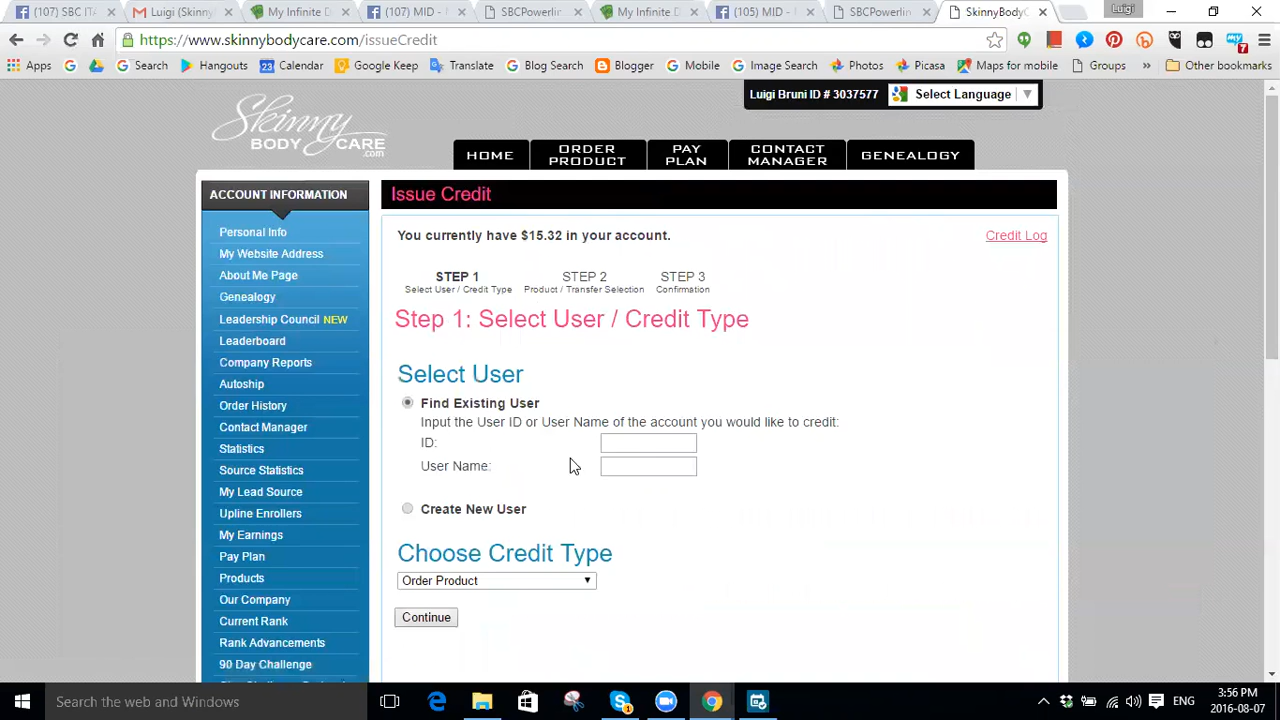 (107) SBC ITA
Luigi (Skinny
My Infinite D
(107) MID -
SBCPowerlin
My Infinite D
(105) MID -
SBCPowerlin
SkinnyBodyC
Luigi
https://www.skinnybodycare.com/issueCredit
Apps
Search
Hangouts
23 Calendar
Google Keep
Translate
Blog Search
Blogger
Mobile
Image Search
Photos
Picasa
Maps for mobile
Groups
»
Other bookmarks
my
7
Luigi Bruni ID # 3037577
Select Language ▼
Skinny
BODY CARE
.com
HOME
ORDER PRODUCT
PAY PLAN
CONTACT MANAGER
GENEALOGY
ACCOUNT INFORMATION
Personal Info
My Website Address
About Me Page
Genealogy
Leadership Council NEW
Leaderboard
Company Reports
Autoship
Order History
Contact Manager
Statistics
Source Statistics
My Lead Source
Upline Enrollers
My Earnings
Pay Plan
Products
Our Company
Current Rank
Rank Advancements
90 Day Challenge
Issue Credit
You currently have $15.32 in your account.
Credit Log
STEP 1
Select User / Credit Type
STEP 2
Product / Transfer Selection
STEP 3
Confirmation
Step 1: Select User / Credit Type
Select User
Find Existing User
Input the User ID or User Name of the account you would like to credit:
ID:
User Name:
Create New User
Choose Credit Type
Order Product
Continue
Search the web and Windows
ENG
3:56 PM
2016-08-07